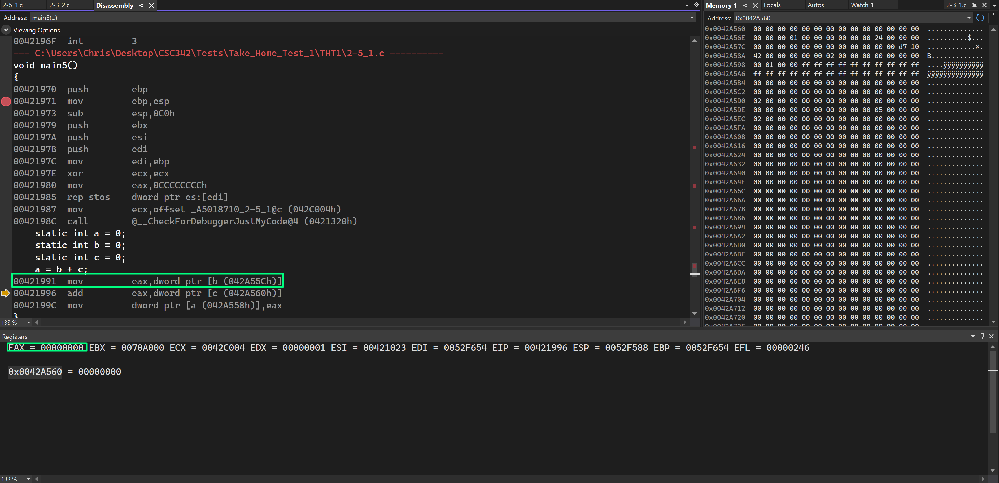 2-5_1.c 2-3_2.c Disassembly
Address: main5(...)
Viewing Options
0042196F int 3
--- C:\Users\Chris\Desktop\CSC342\Tests\Take_Home_Test_1\THT1\2-5_1.c ----------
void main5()
{
00421970 push ebp
00421971 mov ebp,esp
00421973 sub esp,0C0h
00421979 push ebx
0042197A push esi
0042197B push edi
0042197C mov edi,ebp
0042197E xor ecx,ecx
00421980 mov eax,0CCCCCCCCh
00421985 rep stos dword ptr es:[edi]
00421987 mov ecx,offset _A5018710_2-5_1@c (042C004h)
0042198C call @__CheckForDebuggerJustMyCode@4 (0421320h)
static int a = 0;
static int b = 0;
static int c = 0;
a = b + c;
00421991 mov eax,dword ptr [b (042A55Ch)]
00421996 add eax,dword ptr [c (042A560h)]
0042199C mov dword ptr [a (042A558h)],eax
}
133 %
Memory 1 Locals Autos Watch 1 2-3_1.c
Address: 0x0042A560
0x0042A560 00 00 00 00 00 00 00 00 00 00 00 00 00 00 ..............
0x0042A56E 00 00 00 01 00 00 00 00 00 00 24 00 00 00 ..........$...
0x0042A57C 00 00 00 00 00 00 00 00 00 00 00 00 d7 10 ............×.
0x0042A58A 42 00 00 00 00 00 02 00 00 00 00 00 00 00 B.............
0x0042A598 00 01 00 00 ff ff ff ff ff ff ff ff ff ff ....ÿÿÿÿÿÿÿÿÿÿ
0x0042A5A6 ff ff ff ff ff ff ff ff ff ff ff ff ff ff ÿÿÿÿÿÿÿÿÿÿÿÿÿÿ
0x0042A5B4 00 00 00 00 00 00 00 00 00 00 00 00 00 00 ..............
0x0042A5C2 00 00 00 00 00 00 00 00 00 00 00 00 00 00 ..............
0x0042A5D0 02 00 00 00 00 00 00 00 00 00 00 00 00 00 ..............
0x0042A5DE 00 00 00 00 00 00 00 00 00 00 05 00 00 00 ..............
0x0042A5EC 02 00 00 00 00 00 00 00 00 00 00 00 00 00 ..............
0x0042A5FA 00 00 00 00 00 00 00 00 00 00 00 00 00 00 ..............
0x0042A608 00 00 00 00 00 00 00 00 00 00 00 00 00 00 ..............
0x0042A616 00 00 00 00 00 00 00 00 00 00 00 00 00 00 ..............
0x0042A624 00 00 00 00 00 00 00 00 00 00 00 00 00 00 ..............
0x0042A632 00 00 00 00 00 00 00 00 00 00 00 00 00 00 ..............
0x0042A640 00 00 00 00 00 00 00 00 00 00 00 00 00 00 ..............
0x0042A64E 00 00 00 00 00 00 00 00 00 00 00 00 00 00 ..............
0x0042A65C 00 00 00 00 00 00 00 00 00 00 00 00 00 00 ..............
0x0042A66A 00 00 00 00 00 00 00 00 00 00 00 00 00 00 ..............
0x0042A678 00 00 00 00 00 00 00 00 00 00 00 00 00 00 ..............
0x0042A686 00 00 00 00 00 00 00 00 00 00 00 00 00 00 ..............
0x0042A694 00 00 00 00 00 00 00 00 00 00 00 00 00 00 ..............
0x0042A6A2 00 00 00 00 00 00 00 00 00 00 00 00 00 00 ..............
0x0042A6B0 00 00 00 00 00 00 00 00 00 00 00 00 00 00 ..............
0x0042A6BE 00 00 00 00 00 00 00 00 00 00 00 00 00 00 ..............
0x0042A6CC 00 00 00 00 00 00 00 00 00 00 00 00 00 00 ..............
0x0042A6DA 00 00 00 00 00 00 00 00 00 00 00 00 00 00 ..............
0x0042A6E8 00 00 00 00 00 00 00 00 00 00 00 00 00 00 ..............
0x0042A6F6 00 00 00 00 00 00 00 00 00 00 00 00 00 00 ..............
0x0042A704 00 00 00 00 00 00 00 00 00 00 00 00 00 00 ..............
0x0042A712 00 00 00 00 00 00 00 00 00 00 00 00 00 00 ..............
0x0042A720 00 00 00 00 00 00 00 00 00 00 00 00 00 00 ..............
Registers
EAX = 00000000 EBX = 0070A000 ECX = 0042C004 EDX = 00000001 ESI = 00421023 EDI = 0052F654 EIP = 00421996 ESP = 0052F588 EBP = 0052F654 EFL = 00000246
0x0042A560 = 00000000
133 %